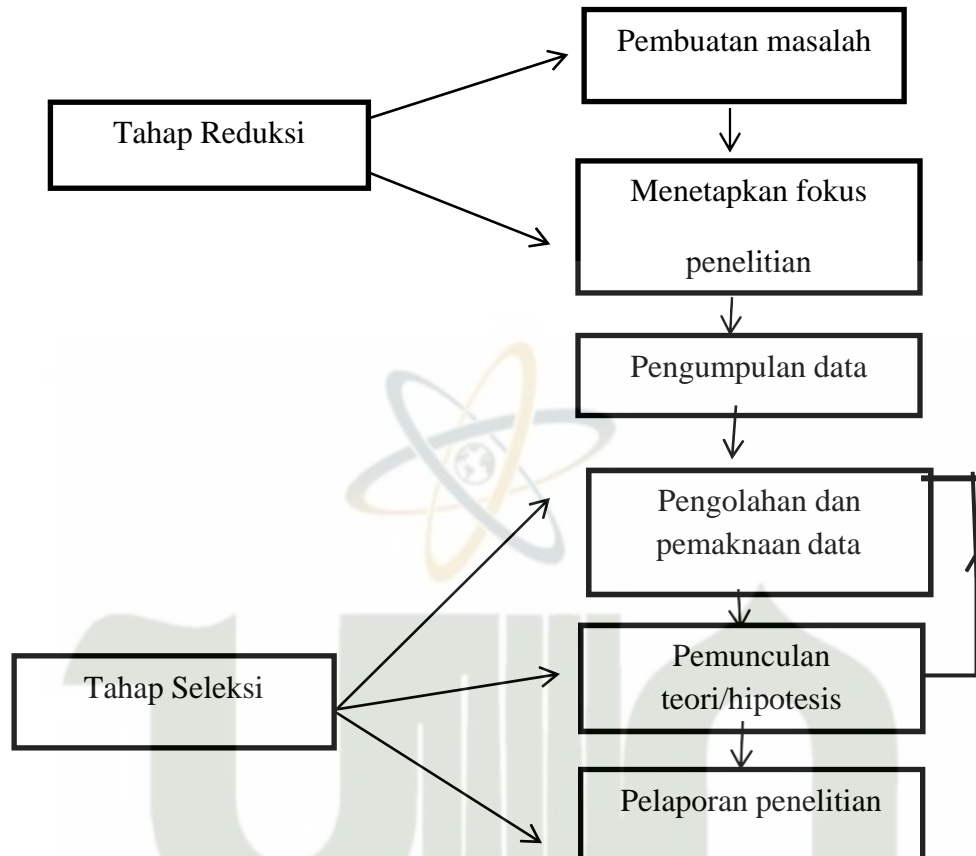 Pembuatan masalah
Tahap Reduksi
Menetapkan fokus
penelitian
Pengumpulan data
Pengolahan dan
pemaknaan data
Tahap Seleksi
Pemunculan
teori/hipotesis
Pelaporan penelitian